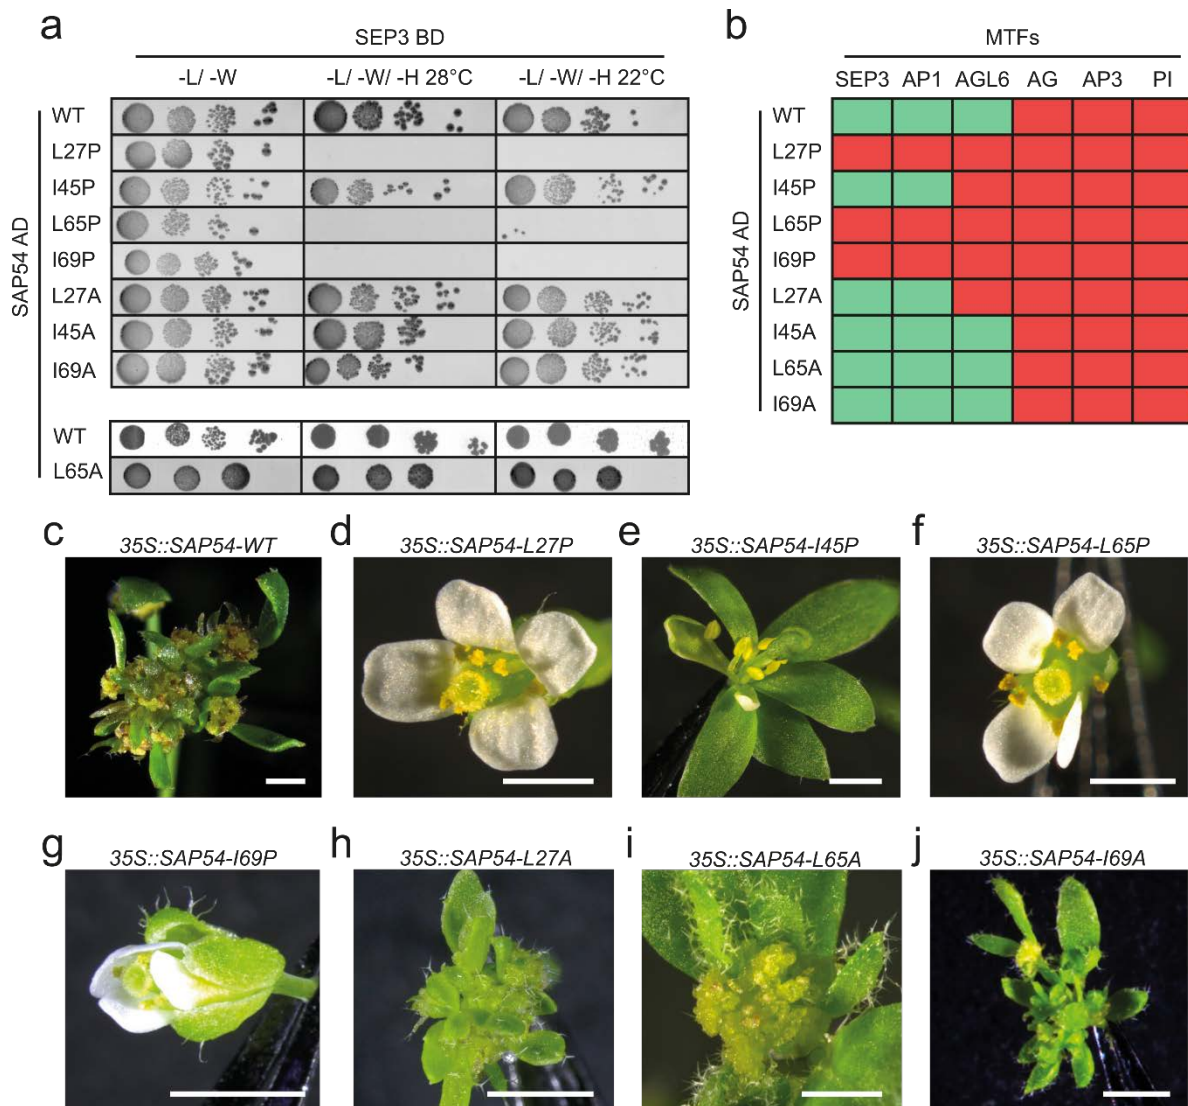 a
SEP3 BD
-L/ -W
-L/ -W/ -H 28°C
-L/ -W/ -H 22°C
SAP54 AD
WT
L27P
I45P
L65P
I69P
L27A
I45A
I69A
WT
L65A
b
MTFs
SEP3 AP1 AGL6 AG AP3 PI
SAP54 AD
WT
L27P
I45P
L65P
I69P
L27A
I45A
L65A
I69A
c
35S::SAP54-WT
d
35S::SAP54-L27P
e
35S::SAP54-I45P
f
35S::SAP54-L65P
g
35S::SAP54-I69P
h
35S::SAP54-L27A
i
35S::SAP54-L65A
j
35S::SAP54-I69A